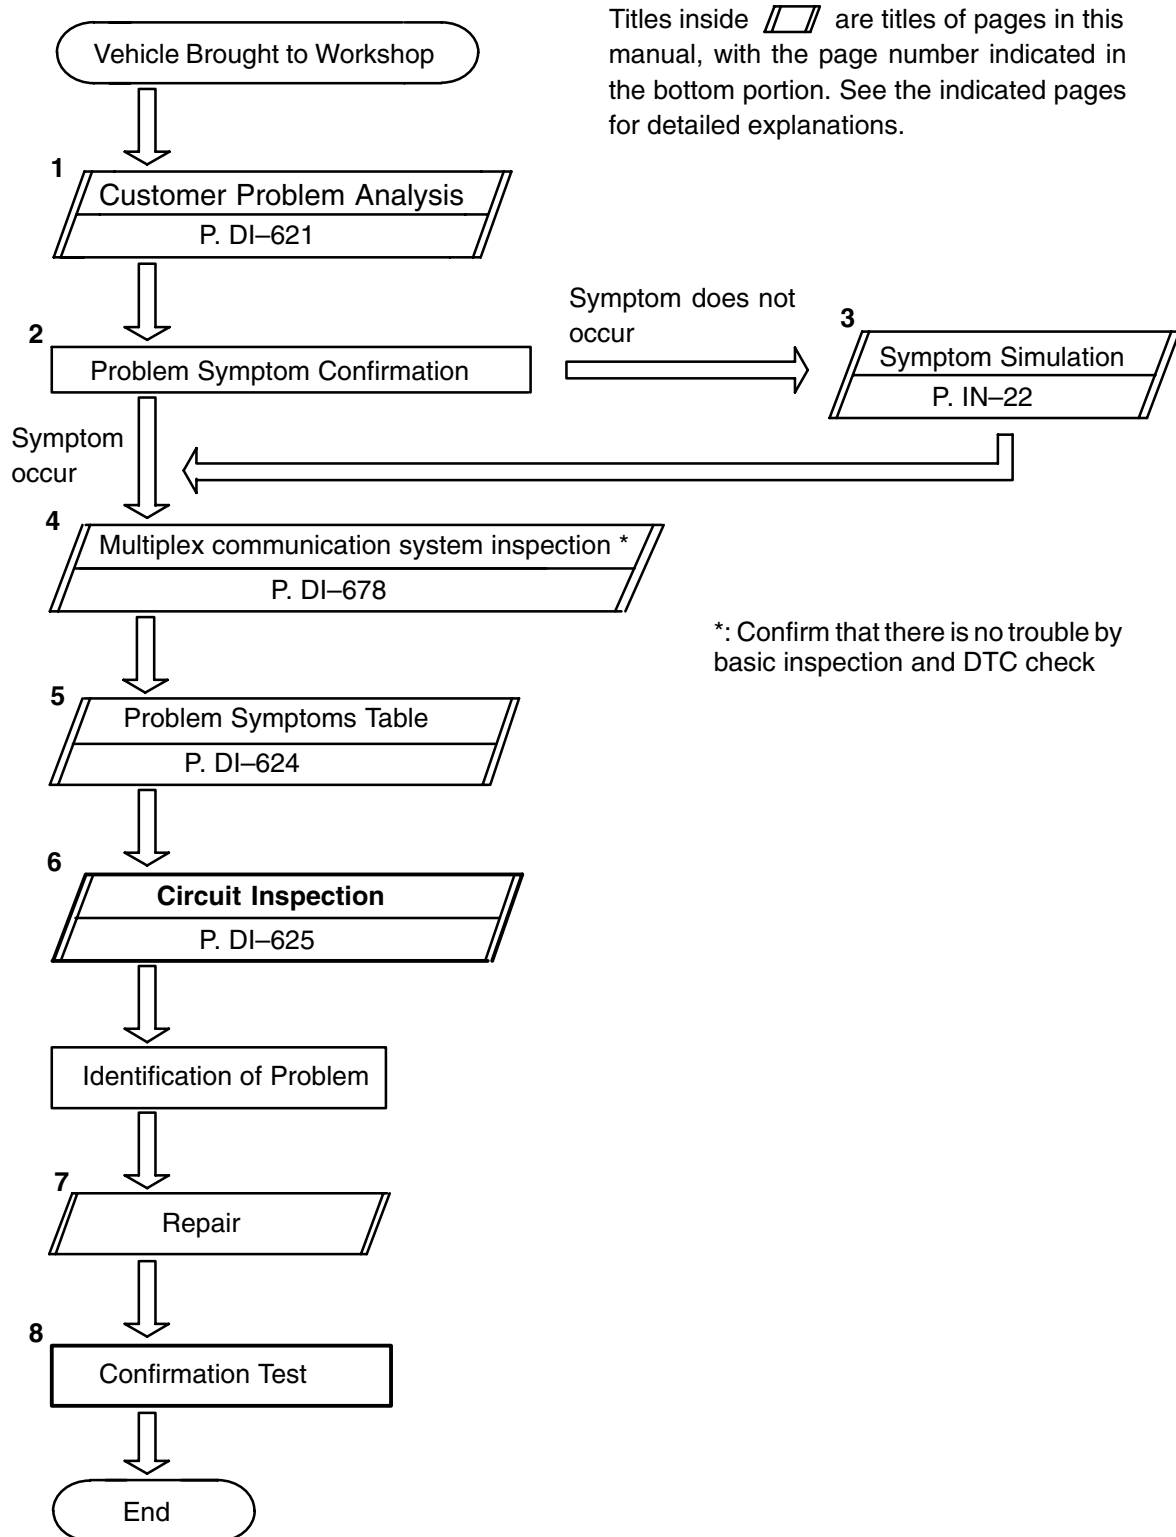 Titles inside are titles of pages in this
manual, with the page number indicated in
the bottom portion. See the indicated pages
for detailed explanations.
Vehicle Brought to Workshop
1
Customer Problem Analysis
P. DI–621
2
Problem Symptom Confirmation
Symptom does not
occur
3
Symptom Simulation
P. IN–22
Symptom
occur
4
Multiplex communication system inspection *
P. DI–678
*: Confirm that there is no trouble by
basic inspection and DTC check
5
Problem Symptoms Table
P. DI–624
6
Circuit Inspection
P. DI–625
Identification of Problem
7
Repair
8
Confirmation Test
End